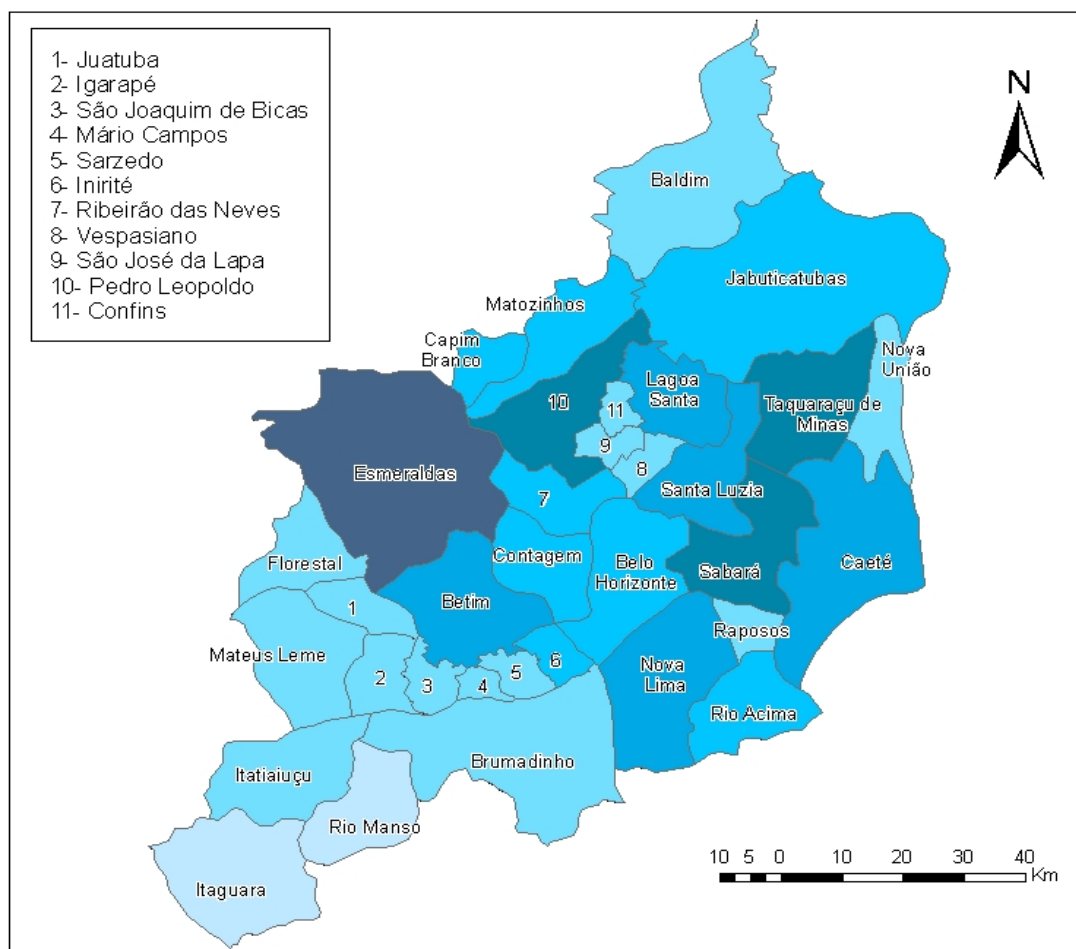 1- Juatuba
2- Igarapé
3- São Joaquim de Bicas
4- Mário Campos
5- Sarzedo
6- Inirité
7- Ribeirão das Neves
8- Vespasiano
9- São José da Lapa
10- Pedro Leopoldo
11- Confins
N
Baldim
Jabuticatubas
Matozinhos
Capim
Branco
Nova
União
Lagoa
Santa
10
11
Taquaraçu de
Minas
9
8
Esmeraldas
Santa Luzia
7
Contagem
Belo
Horizonte
Florestal
Sabará
Caeté
Betim
1
Raposos
Mateus Leme
2
3
4
5
6
Nova
Lima
Rio Acima
Brumadinho
Itatiaiuçu
Rio Manso
Itaguara
10 5 0 10 20 30 40
Km